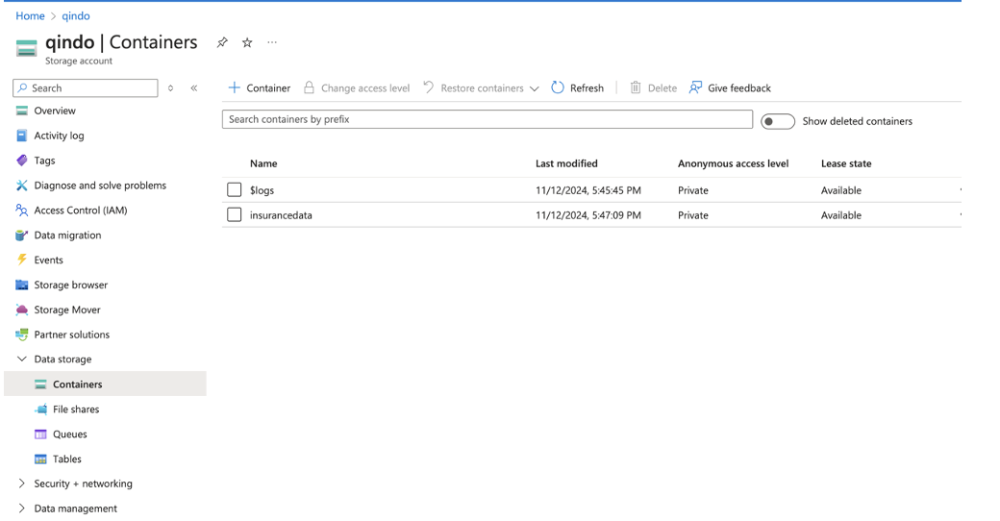 Home > qindo
qindo | Containers
Storage account
Search
Overview
Activity log
Tags
Diagnose and solve problems
Access Control (IAM)
Data migration
Events
Storage browser
Storage Mover
Partner solutions
Data storage
Containers
File shares
Queues
Tables
Security + networking
Data management
Container Change access level Restore containers Refresh Delete Give feedback
Search containers by prefix
Show deleted containers
Name Last modified Anonymous access level Lease state
$logs 11/12/2024, 5:45:45 PM Private Available
insurancedata 11/12/2024, 5:47:09 PM Private Available